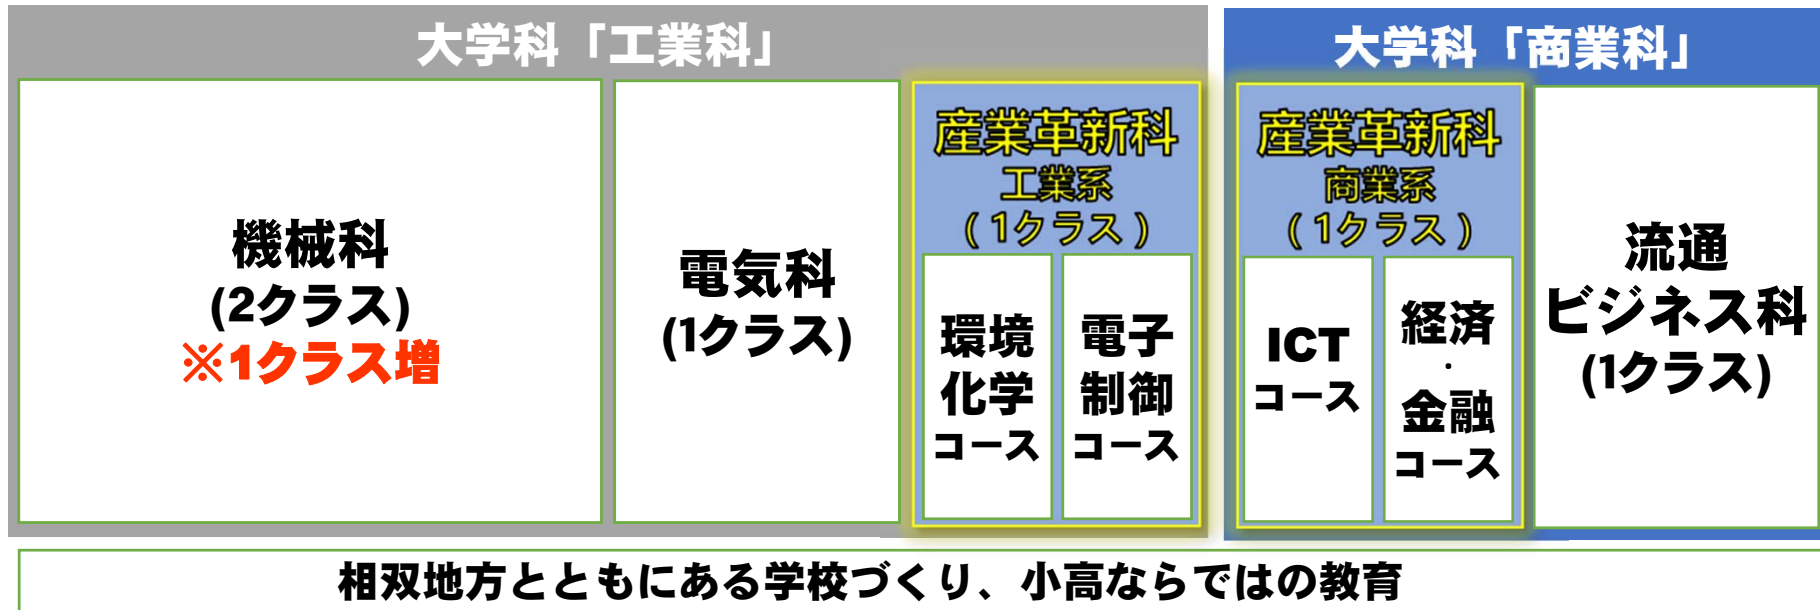 大学科「工業科」
機械科
(2クラス)
※1クラス増
電気科
(1クラス)
産業革新科
工業系
(1クラス)
環境
化学
コース
電子
制御
コース
大学科「商業科」
産業革新科
商業系
(1クラス)
ICT
コース
経済
・
金融
コース
流通
ビジネス科
(1クラス)
相双地方とともにある学校づくり、小高ならではの教育